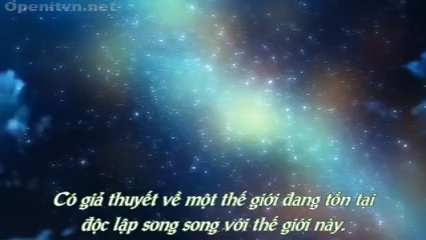 Openitvn.net
Có giả thuyết về một thế giới đang tồn tại
độc lập song song với thế giới này.